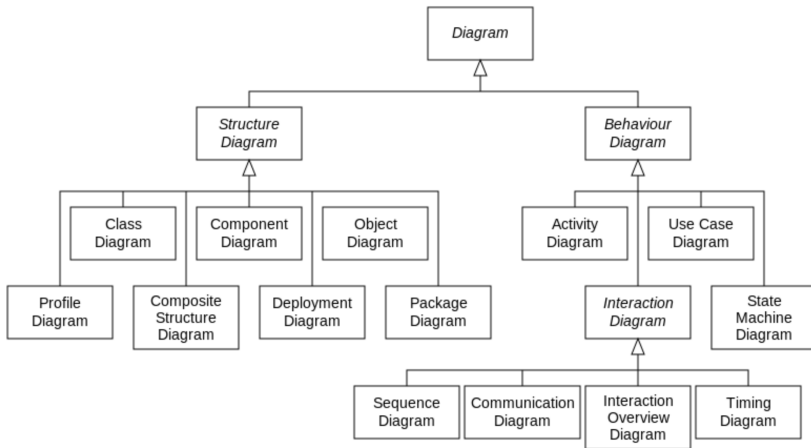 Diagram
Structure
Diagram
Behaviour
Diagram
Class
Diagram
Component
Diagram
Object
Diagram
Activity
Diagram
Use Case
Diagram
Profile
Diagram
Composite
Structure
Diagram
Deployment
Diagram
Package
Diagram
Interaction
Diagram
State
Machine
Diagram
Sequence
Diagram
Communication
Diagram
Interaction
Overview
Diagram
Timing
Diagram